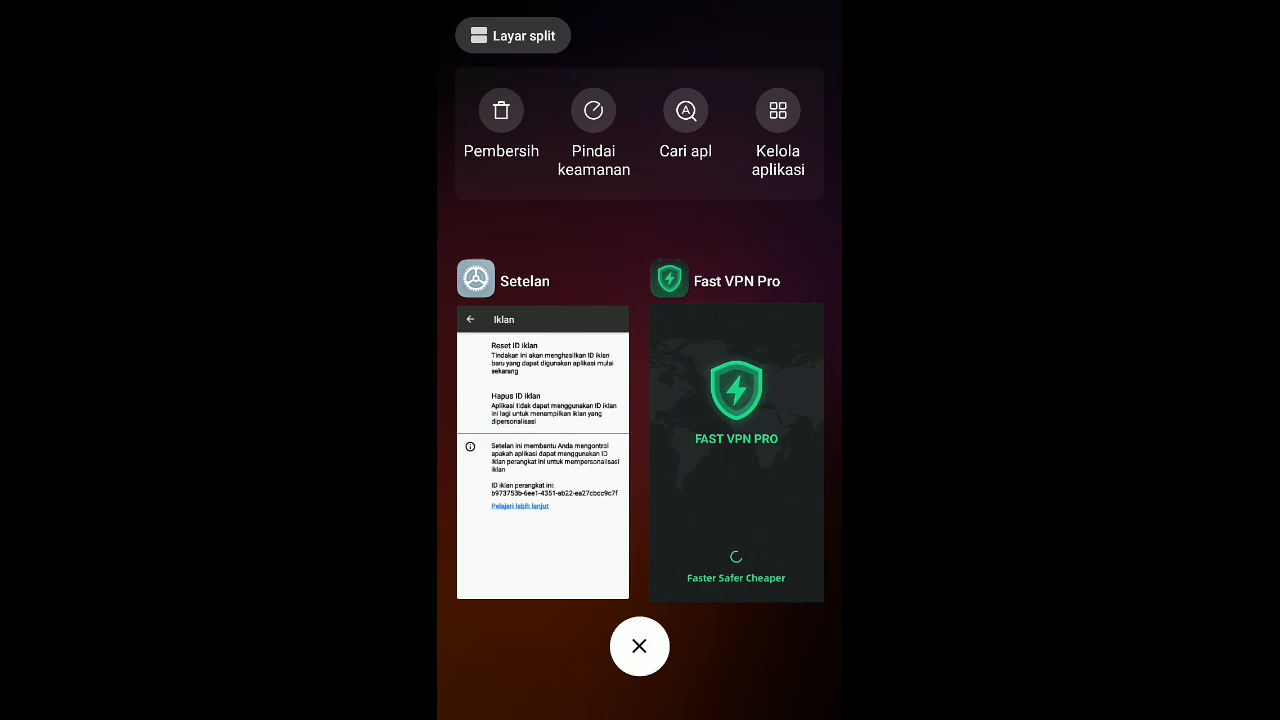 Layar split
Pembersih
Pindai
keamanan
Cari apl
Kelola
aplikasi
Setelan
Iklan
Reset ID iklan
Tindakan ini akan menghasilkan ID iklan
baru yang dapat digunakan aplikasi mulai
sekarang
Hapus ID iklan
Aplikasi tidak dapat menggunakan ID iklan
ini lagi untuk menampilkan iklan yang
dipersonalisasi
Setelan ini membantu Anda mengontrol
apakah aplikasi dapat menggunakan ID
iklan perangkat ini untuk mempersonalisasi
iklan
ID iklan perangkat ini:
b973753b-6ee1-4351-ab22-ea27cbcc9c7f
Pelajari lebih lanjut
Fast VPN Pro
FAST VPN PRO
Faster Safer Cheaper